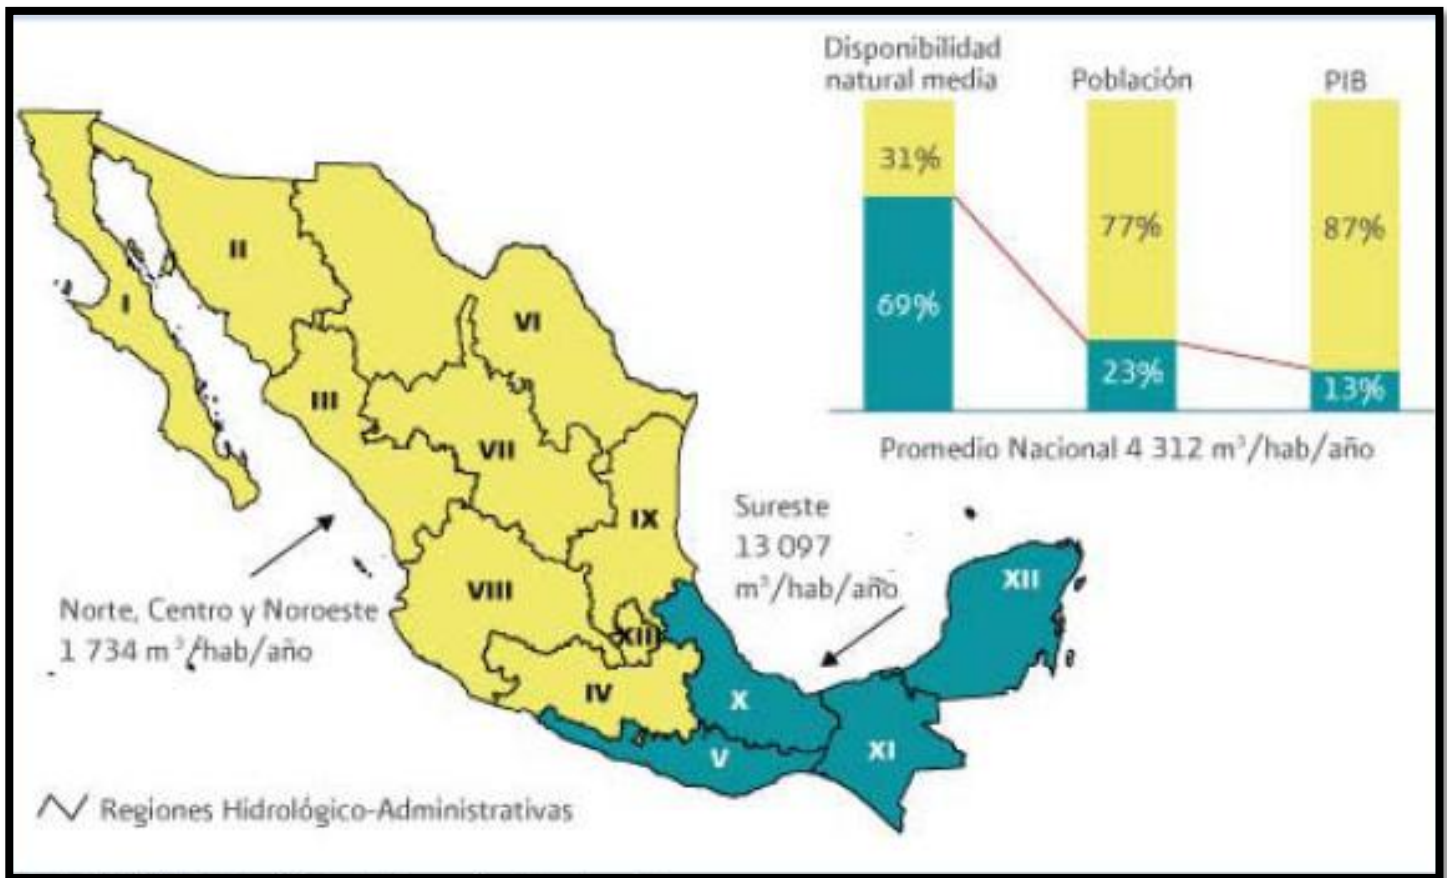 Disponibilidad
natural media
Población
PIB
31%
77%
87%
69%
23%
13%
Promedio Nacional 4 312 m³/hab/año
Sureste
13 097
m³/hab/año
Norte, Centro y Noroeste
1 734 m³/hab/año
I
II
III
VI
VII
IX
VIII
XIII
IV
X
V
XI
XII
Regiones Hidrológico-Administrativas